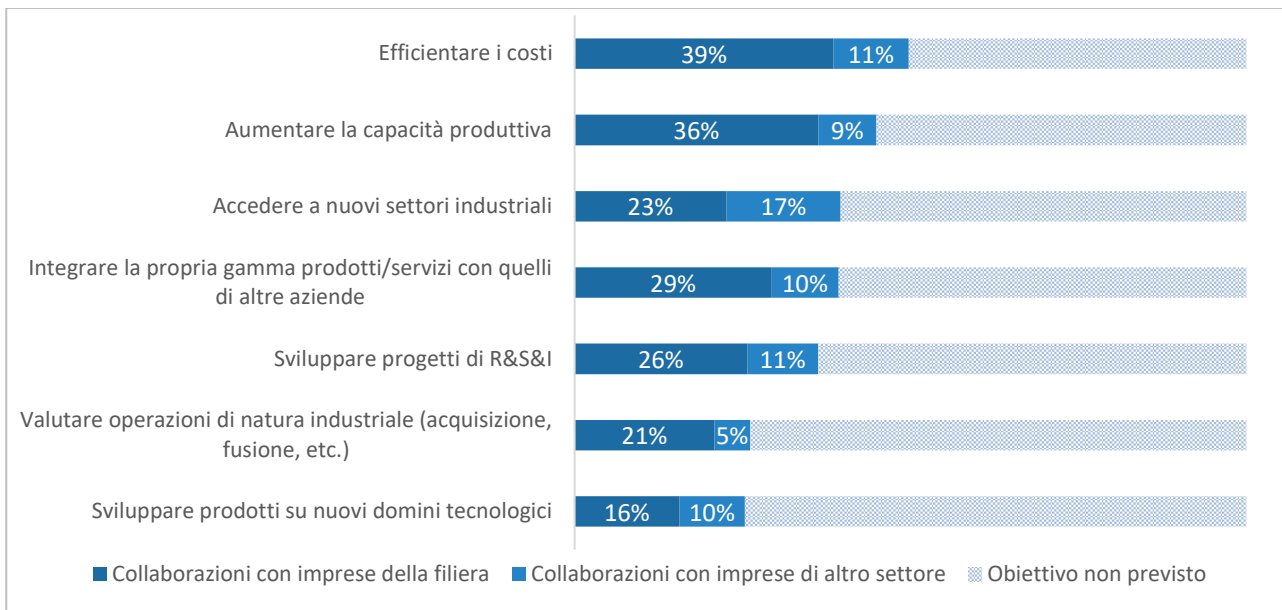 Efficientare i costi
39% 11%
Aumentare la capacità produttiva
36% 9%
Accedere a nuovi settori industriali
23% 17%
Integrare la propria gamma prodotti/servizi con quelli
di altre aziende
29% 10%
Sviluppare progetti di R&S&I
26% 11%
Valutare operazioni di natura industriale (acquisizione,
fusione, etc.)
21% 5%
Sviluppare prodotti su nuovi domini tecnologici
16% 10%
Collaborazioni con imprese della filiera Collaborazioni con imprese di altro settore Obiettivo non previsto